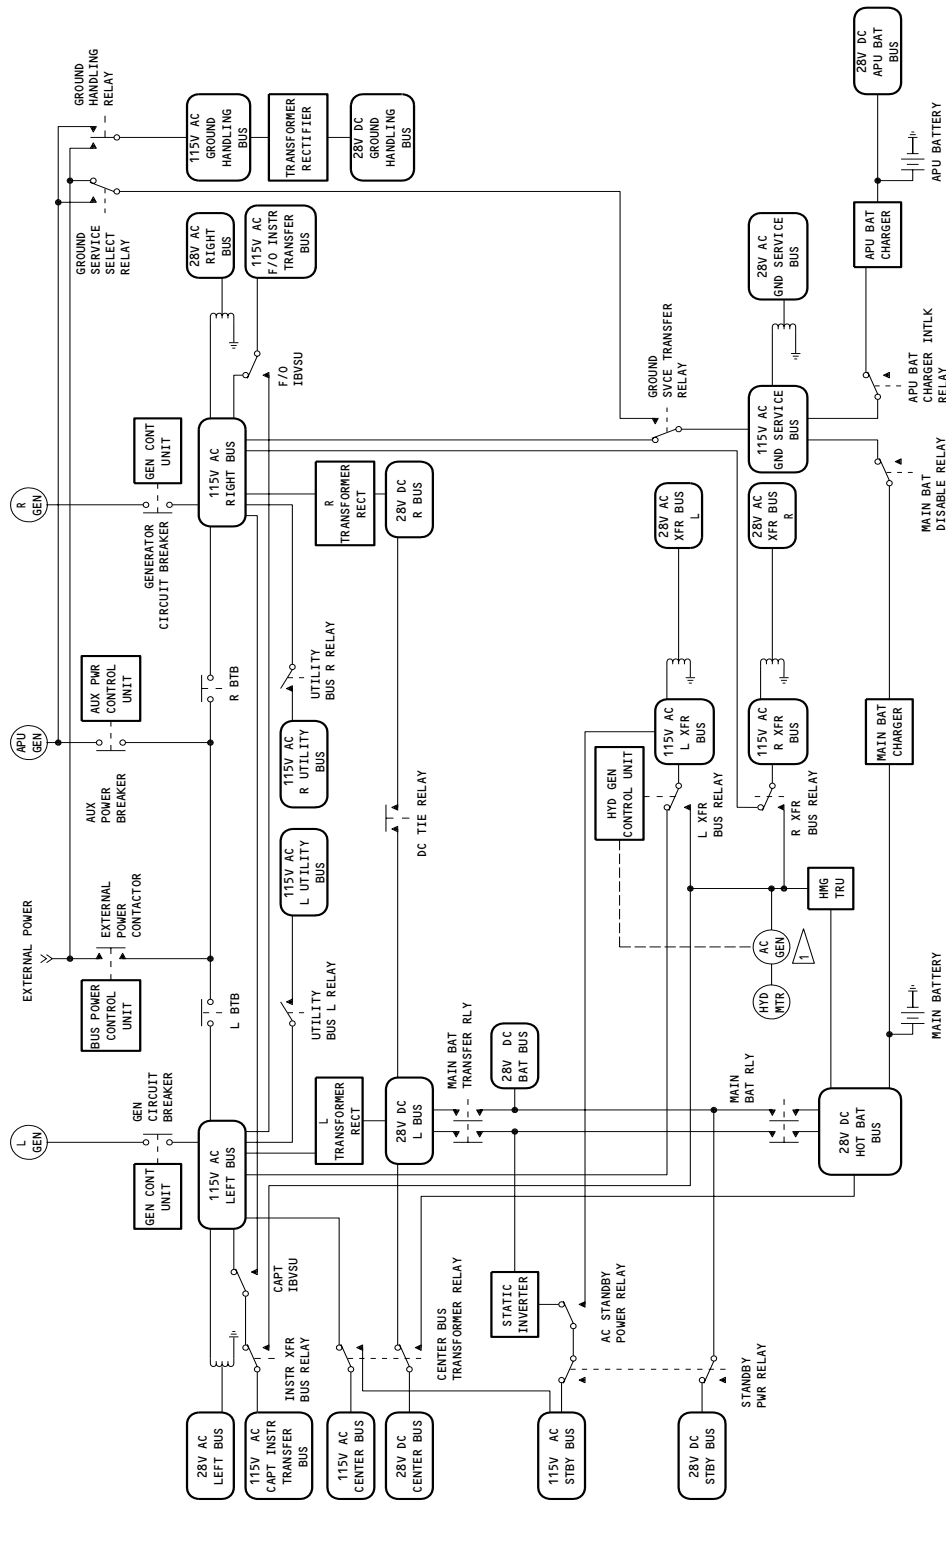 L
GEN
EXTERNAL POWER
APU
GEN
R
GEN
GROUND
HANDLING
RELAY
GROUND
SERVICE
SELECT
RELAY
BUS POWER
CONTROL
UNIT
EXTERNAL
POWER
CONTACTOR
AUX
POWER
BREAKER
AUX PWR
CONTROL
UNIT
GEN CONT
UNIT
GEN
CIRCUIT
BREAKER
GENERATOR
CIRCUIT BREAKER
GEN CONT
UNIT
28V AC
LEFT BUS
115V AC
LEFT BUS
L BTB
R BTB
115V AC
RIGHT BUS
28V AC
RIGHT
BUS
115V AC
GROUND
HANDLING
BUS
TRANSFORMER
RECTIFIER
28V DC
GROUND
HANDLING
BUS
115V AC
CAPT INSTR
TRANSFER
BUS
INSTR XFR
BUS RELAY
CAPT
IBVSU
F/O
IBVSU
115V AC
F/O INSTR
TRANSFER
BUS
UTILITY
BUS L RELAY
115V AC
L UTILITY
BUS
115V AC
R UTILITY
BUS
UTILITY
BUS R RELAY
115V AC
CENTER BUS
L
TRANSFORMER
RECT
R
TRANSFORMER
RECT
28V DC
CENTER BUS
28V DC
L BUS
DC TIE RELAY
28V DC
R BUS
CENTER BUS
TRANSFORMER RELAY
MAIN BAT
TRANSFER RLY
28V DC
BAT BUS
STATIC
INVERTER
115V AC
STBY BUS
AC STANDBY
POWER RELAY
HYD GEN
CONTROL UNIT
115V AC
L XFR
BUS
28V AC
XFR BUS
L
L XFR
BUS RELAY
GROUND
SVCE TRANSFER
RELAY
28V DC
STBY BUS
STANDBY
PWR RELAY
MAIN
BAT RLY
HYD
MTR
AC
GEN
1
R XFR
BUS RELAY
115V AC
R XFR
BUS
28V AC
XFR BUS
R
115V AC
GND SERVICE
BUS
28V AC
GND SERVICE
BUS
28V DC
HOT BAT
BUS
HMG
TRU
MAIN BAT
CHARGER
MAIN BATTERY
MAIN BAT
DISABLE RELAY
APU BAT
CHARGER INTLK
RELAY
APU BAT
CHARGER
APU BATTERY
28V DC
APU BAT
BUS